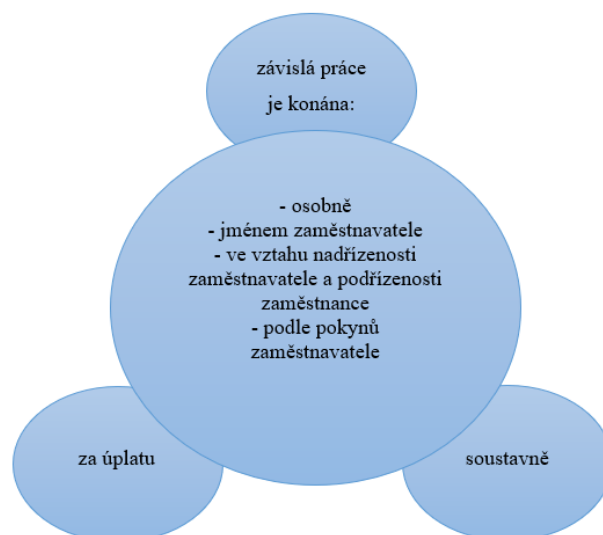 závislá práce
je konána:
- osobně
- jménem zaměstnavatele
- ve vztahu nadřízenosti
zaměstnavatele a podřízenosti
zaměstnance
- podle pokynů
zaměstnavatele
za úplatu
soustavně